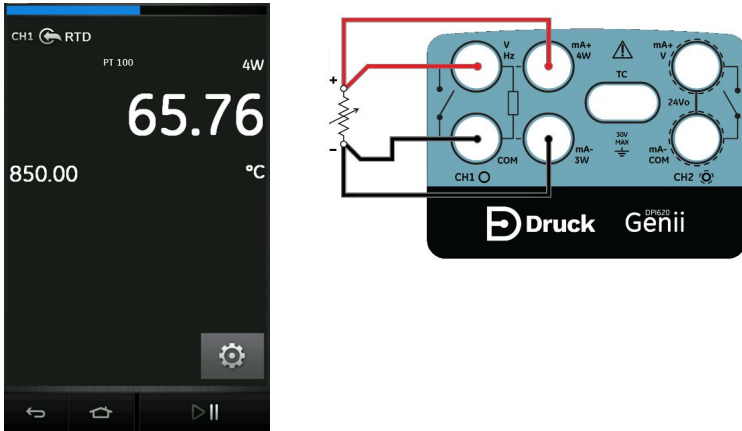 CH1 RTD
PT 100
4W
65.76
850.00
°C
+
−
V
Hz
mA+
4W
TC
mA+
V
24Vo
30V
MAX
COM
mA-
3W
mA-
COM
CH1
CH2
Druck
DPI620
Genii